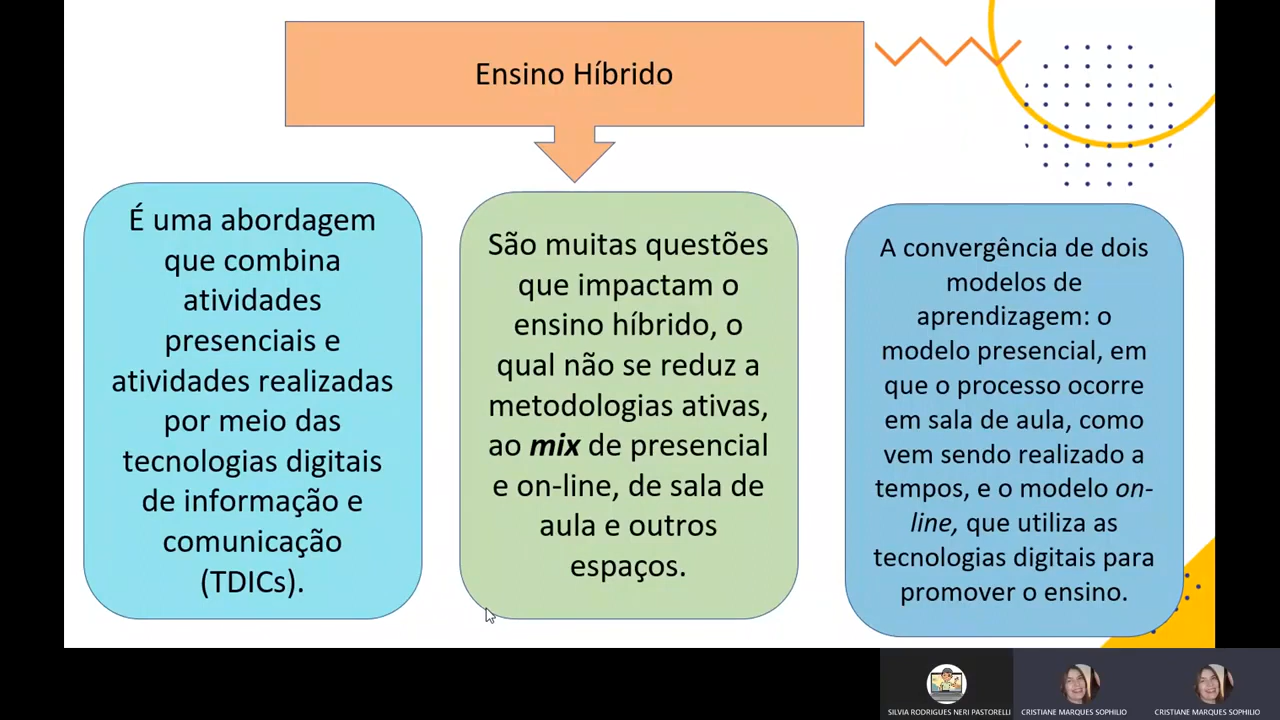 Ensino Híbrido
É uma abordagem
que combina
atividades
presenciais e
atividades realizadas
por meio das
tecnologias digitais
de informação e
comunicação
(TDICs).
São muitas questões
que impactam o
ensino híbrido, o
qual não se reduz a
metodologias ativas,
ao mix de presencial
e on-line, de sala de
aula e outros
espaços.
A convergência de dois
modelos de
aprendizagem: o
modelo presencial, em
que o processo ocorre
em sala de aula, como
vem sendo realizado a
tempos, e o modelo on-
line, que utiliza as
tecnologias digitais para
promover o ensino.
SILVIA RODRIGUES NERI PASTORELLI
CRISTIANE MARQUES SOPHILIO
CRISTIANE MARQUES SOPHILIO